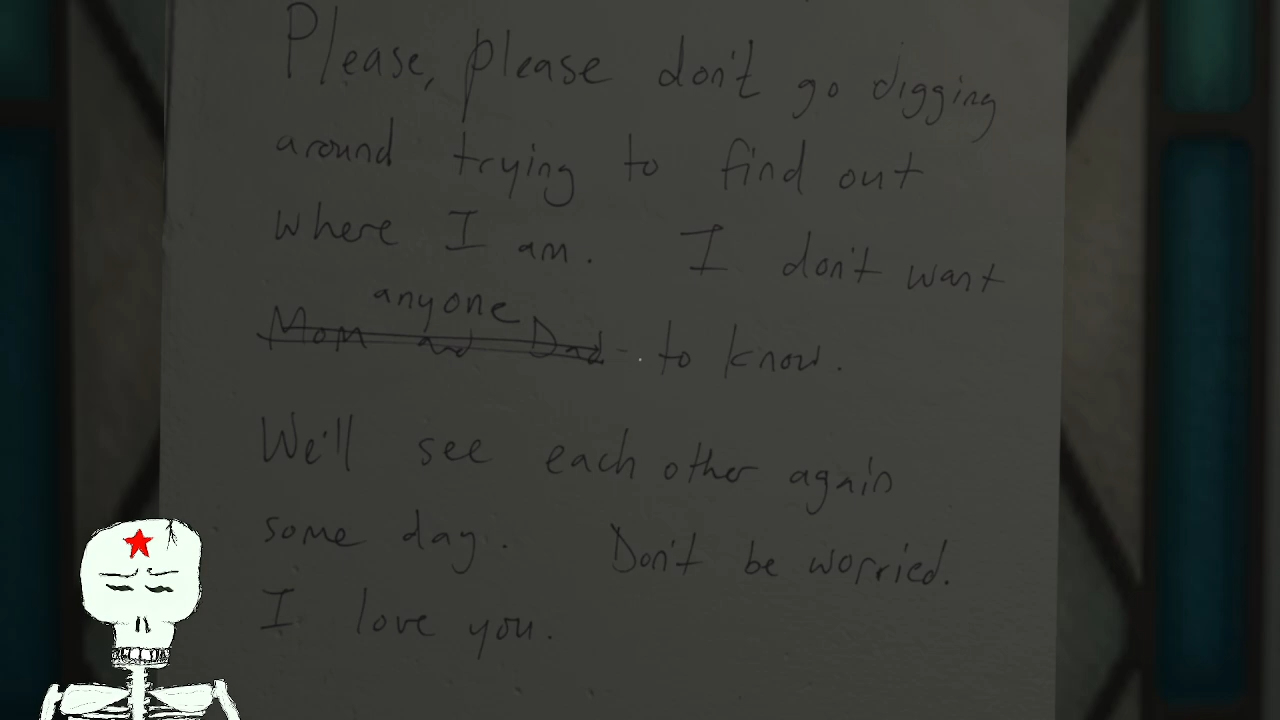 Please, please don't go digging
around trying to find out
where I am. I don't want
anyone
Mom and Dad to know.
We'll see each other again
some day. Don't be worried.
I love you.